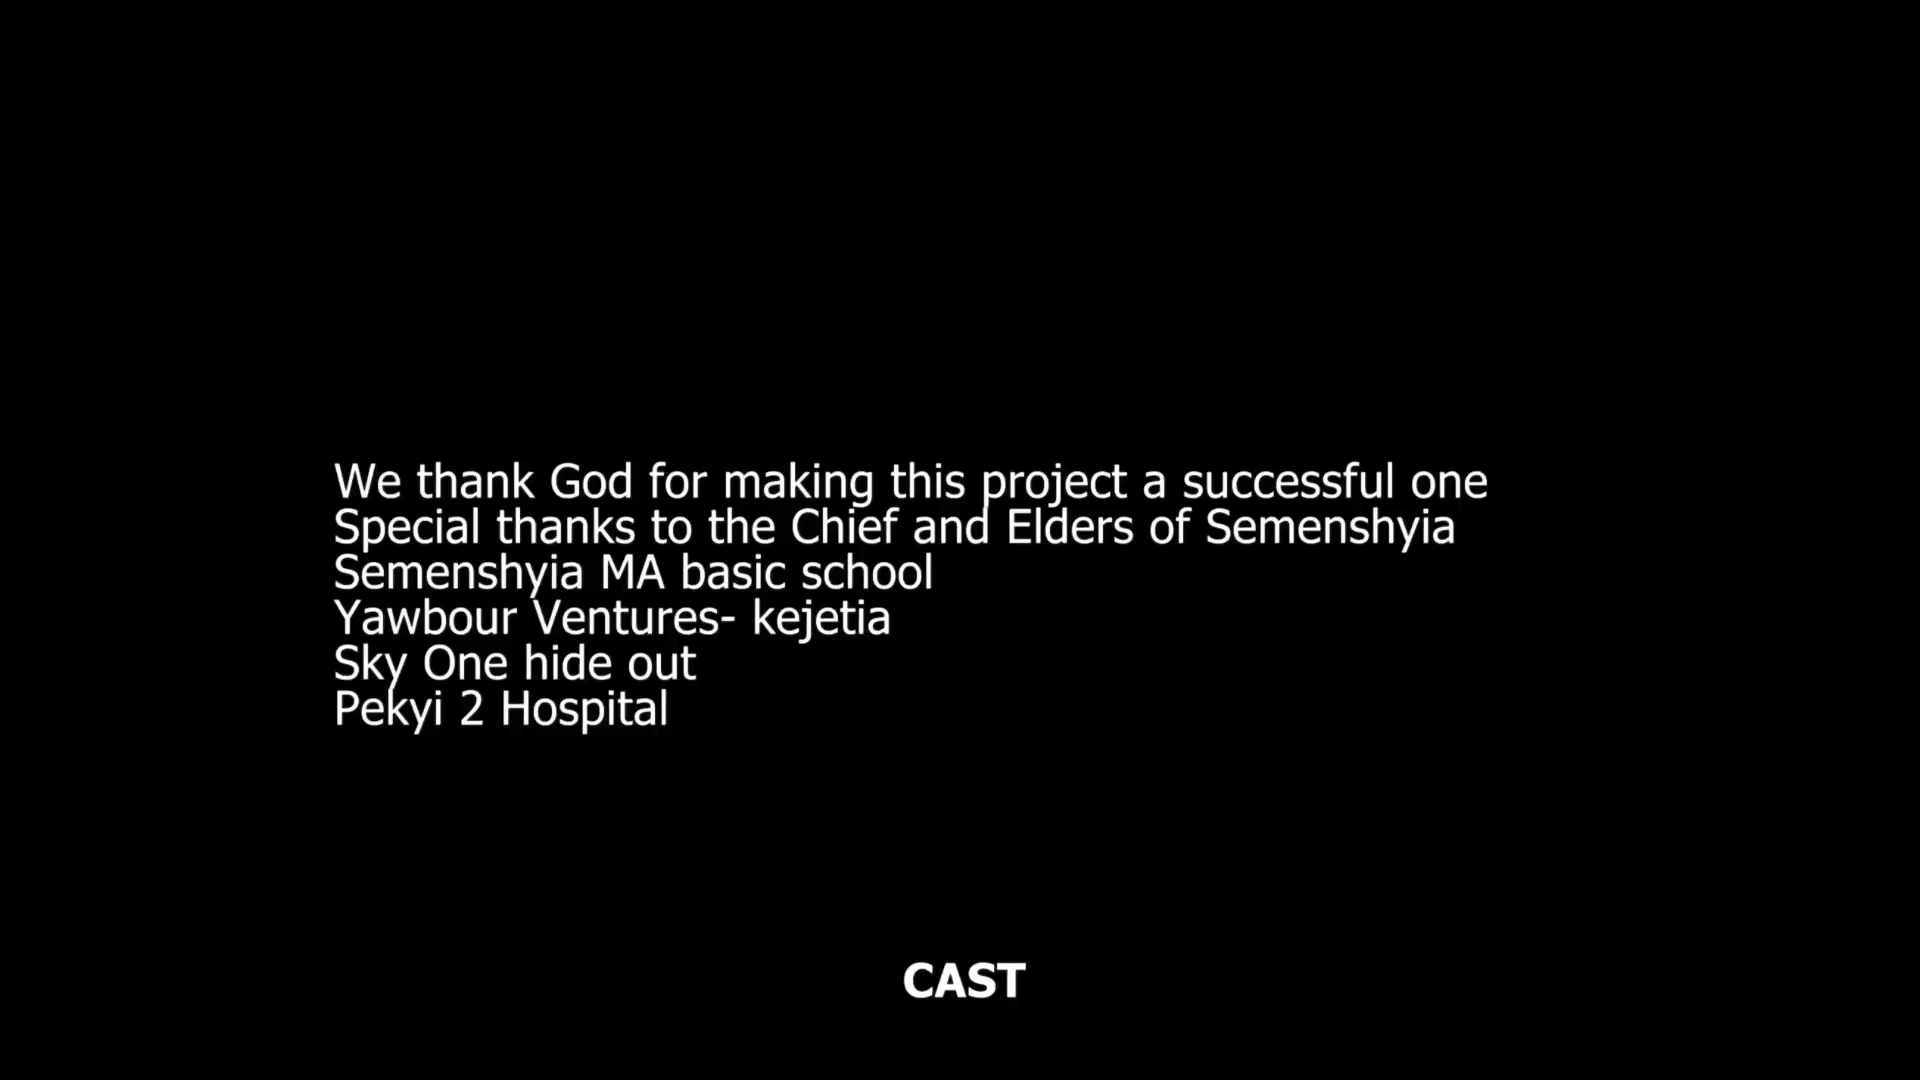 We thank God for making this project a successful one
Special thanks to the Chief and Elders of Semenshyia
Semenshyia MA basic school
Yawbour Ventures- kejetia
Sky One hide out
Pekyi 2 Hospital
CAST